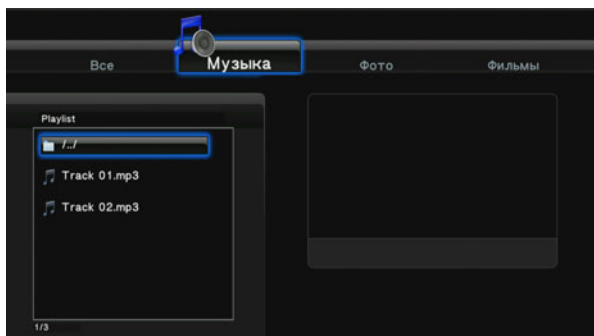 Все Музыка Фото Фильмы
Playlist
/../
Track 01.mp3
Track 02.mp3
1/3